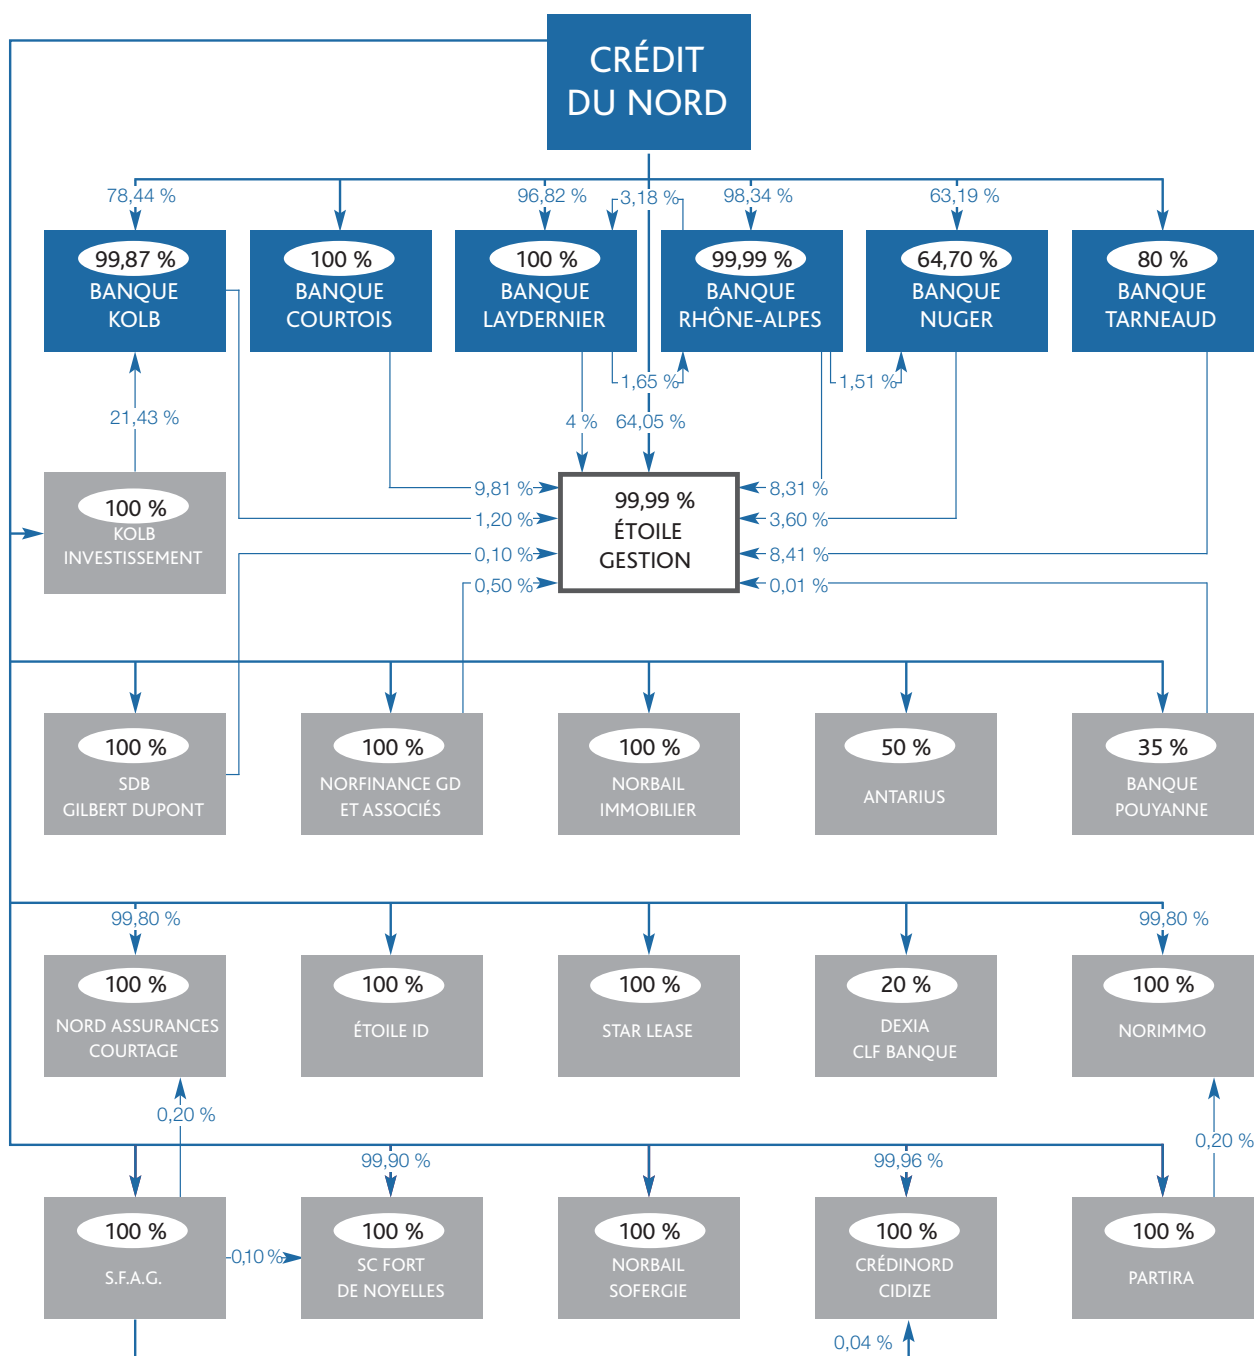 CRÉDIT
DU NORD
78,44 %
96,82 %
3,18 %
98,34 %
63,19 %
99,87 %
BANQUE
KOLB
100 %
BANQUE
COURTOIS
100 %
BANQUE
LAYDERNIER
99,99 %
BANQUE
RHÔNE-ALPES
64,70 %
BANQUE
NUGER
80 %
BANQUE
TARNEAUD
1,65 %
1,51 %
21,43 %
4 %
64,05 %
100 %
KOLB
INVESTISSEMENT
9,81 %
1,20 %
0,10 %
0,50 %
99,99 %
ÉTOILE
GESTION
8,31 %
3,60 %
8,41 %
0,01 %
100 %
SDB
GILBERT DUPONT
100 %
NORFINANCE GD
ET ASSOCIÉS
100 %
NORBAIL
IMMOBILIER
50 %
ANTARIUS
35 %
BANQUE
POUYANNE
99,80 %
99,80 %
100 %
NORD ASSURANCES
COURTAGE
100 %
ÉTOILE ID
100 %
STAR LEASE
20 %
DEXIA
CLF BANQUE
100 %
NORIMMO
0,20 %
0,20 %
99,90 %
99,96 %
100 %
S.F.A.G.
0,10 %
100 %
SC FORT
DE NOYELLES
100 %
NORBAIL
SOFERGIE
100 %
CRÉDINORD
CIDIZE
100 %
PARTIRA
0,04 %